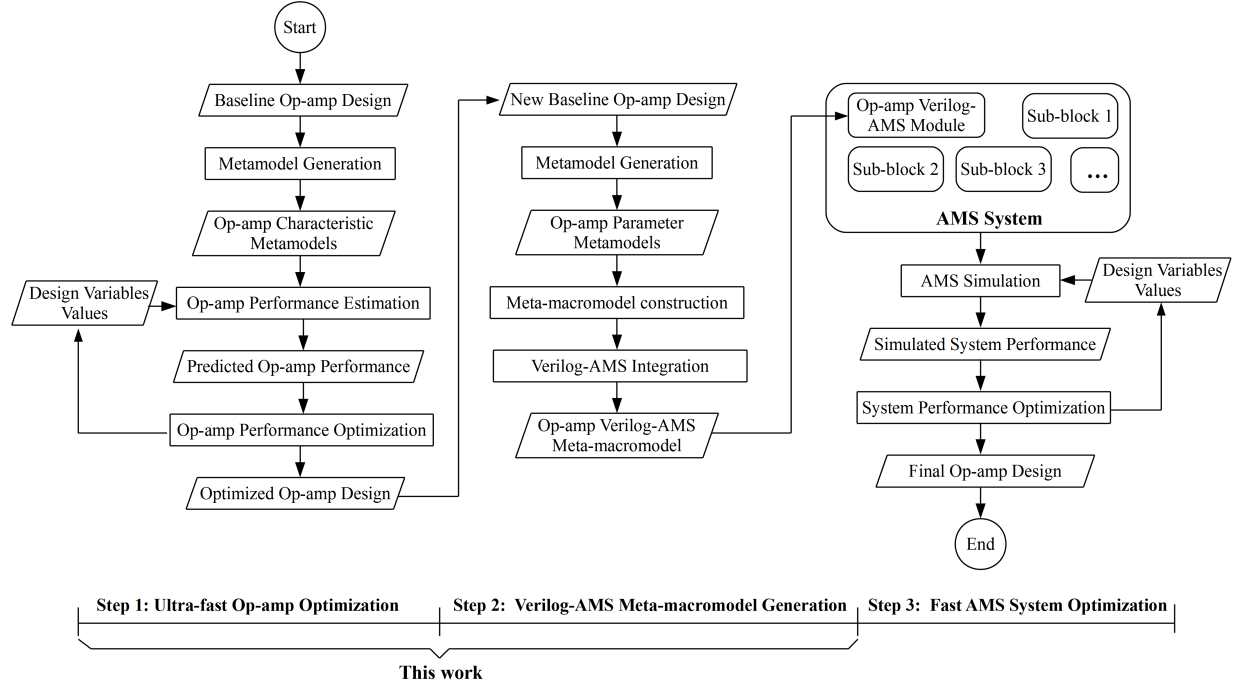 Start
Baseline Op-amp Design
Metamodel Generation
Op-amp Characteristic
Metamodels
Design Variables
Values
Op-amp Performance Estimation
Predicted Op-amp Performance
Op-amp Performance Optimization
Optimized Op-amp Design
New Baseline Op-amp Design
Metamodel Generation
Op-amp Parameter
Metamodels
Meta-macromodel construction
Verilog-AMS Integration
Op-amp Verilog-AMS
Meta-macromodel
Op-amp Verilog-
AMS Module
Sub-block 1
Sub-block 2
Sub-block 3
...
AMS System
AMS Simulation
Design Variables
Values
Simulated System Performance
System Performance Optimization
Final Op-amp Design
End
Step 1: Ultra-fast Op-amp Optimization
Step 2: Verilog-AMS Meta-macromodel Generation
Step 3: Fast AMS System Optimization
This work